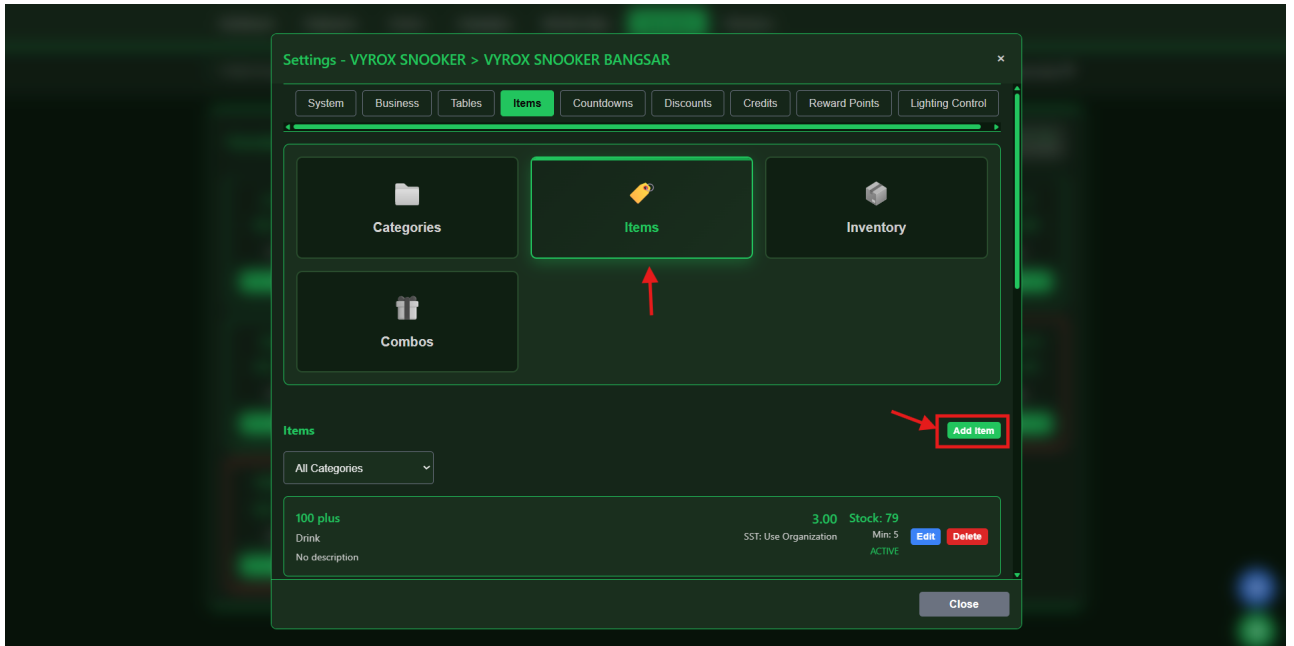 Settings - VYROX SNOOKER > VYROX SNOOKER BANGSAR ×
System Business Tables Items Countdowns Discounts Credits Reward Points Lighting Control
Categories Items Inventory
Combos
Items Add Item
All Categories
100 plus 3.00 Stock: 79
Drink SST: Use Organization Min: 5 Edit Delete
No description ACTIVE
Close